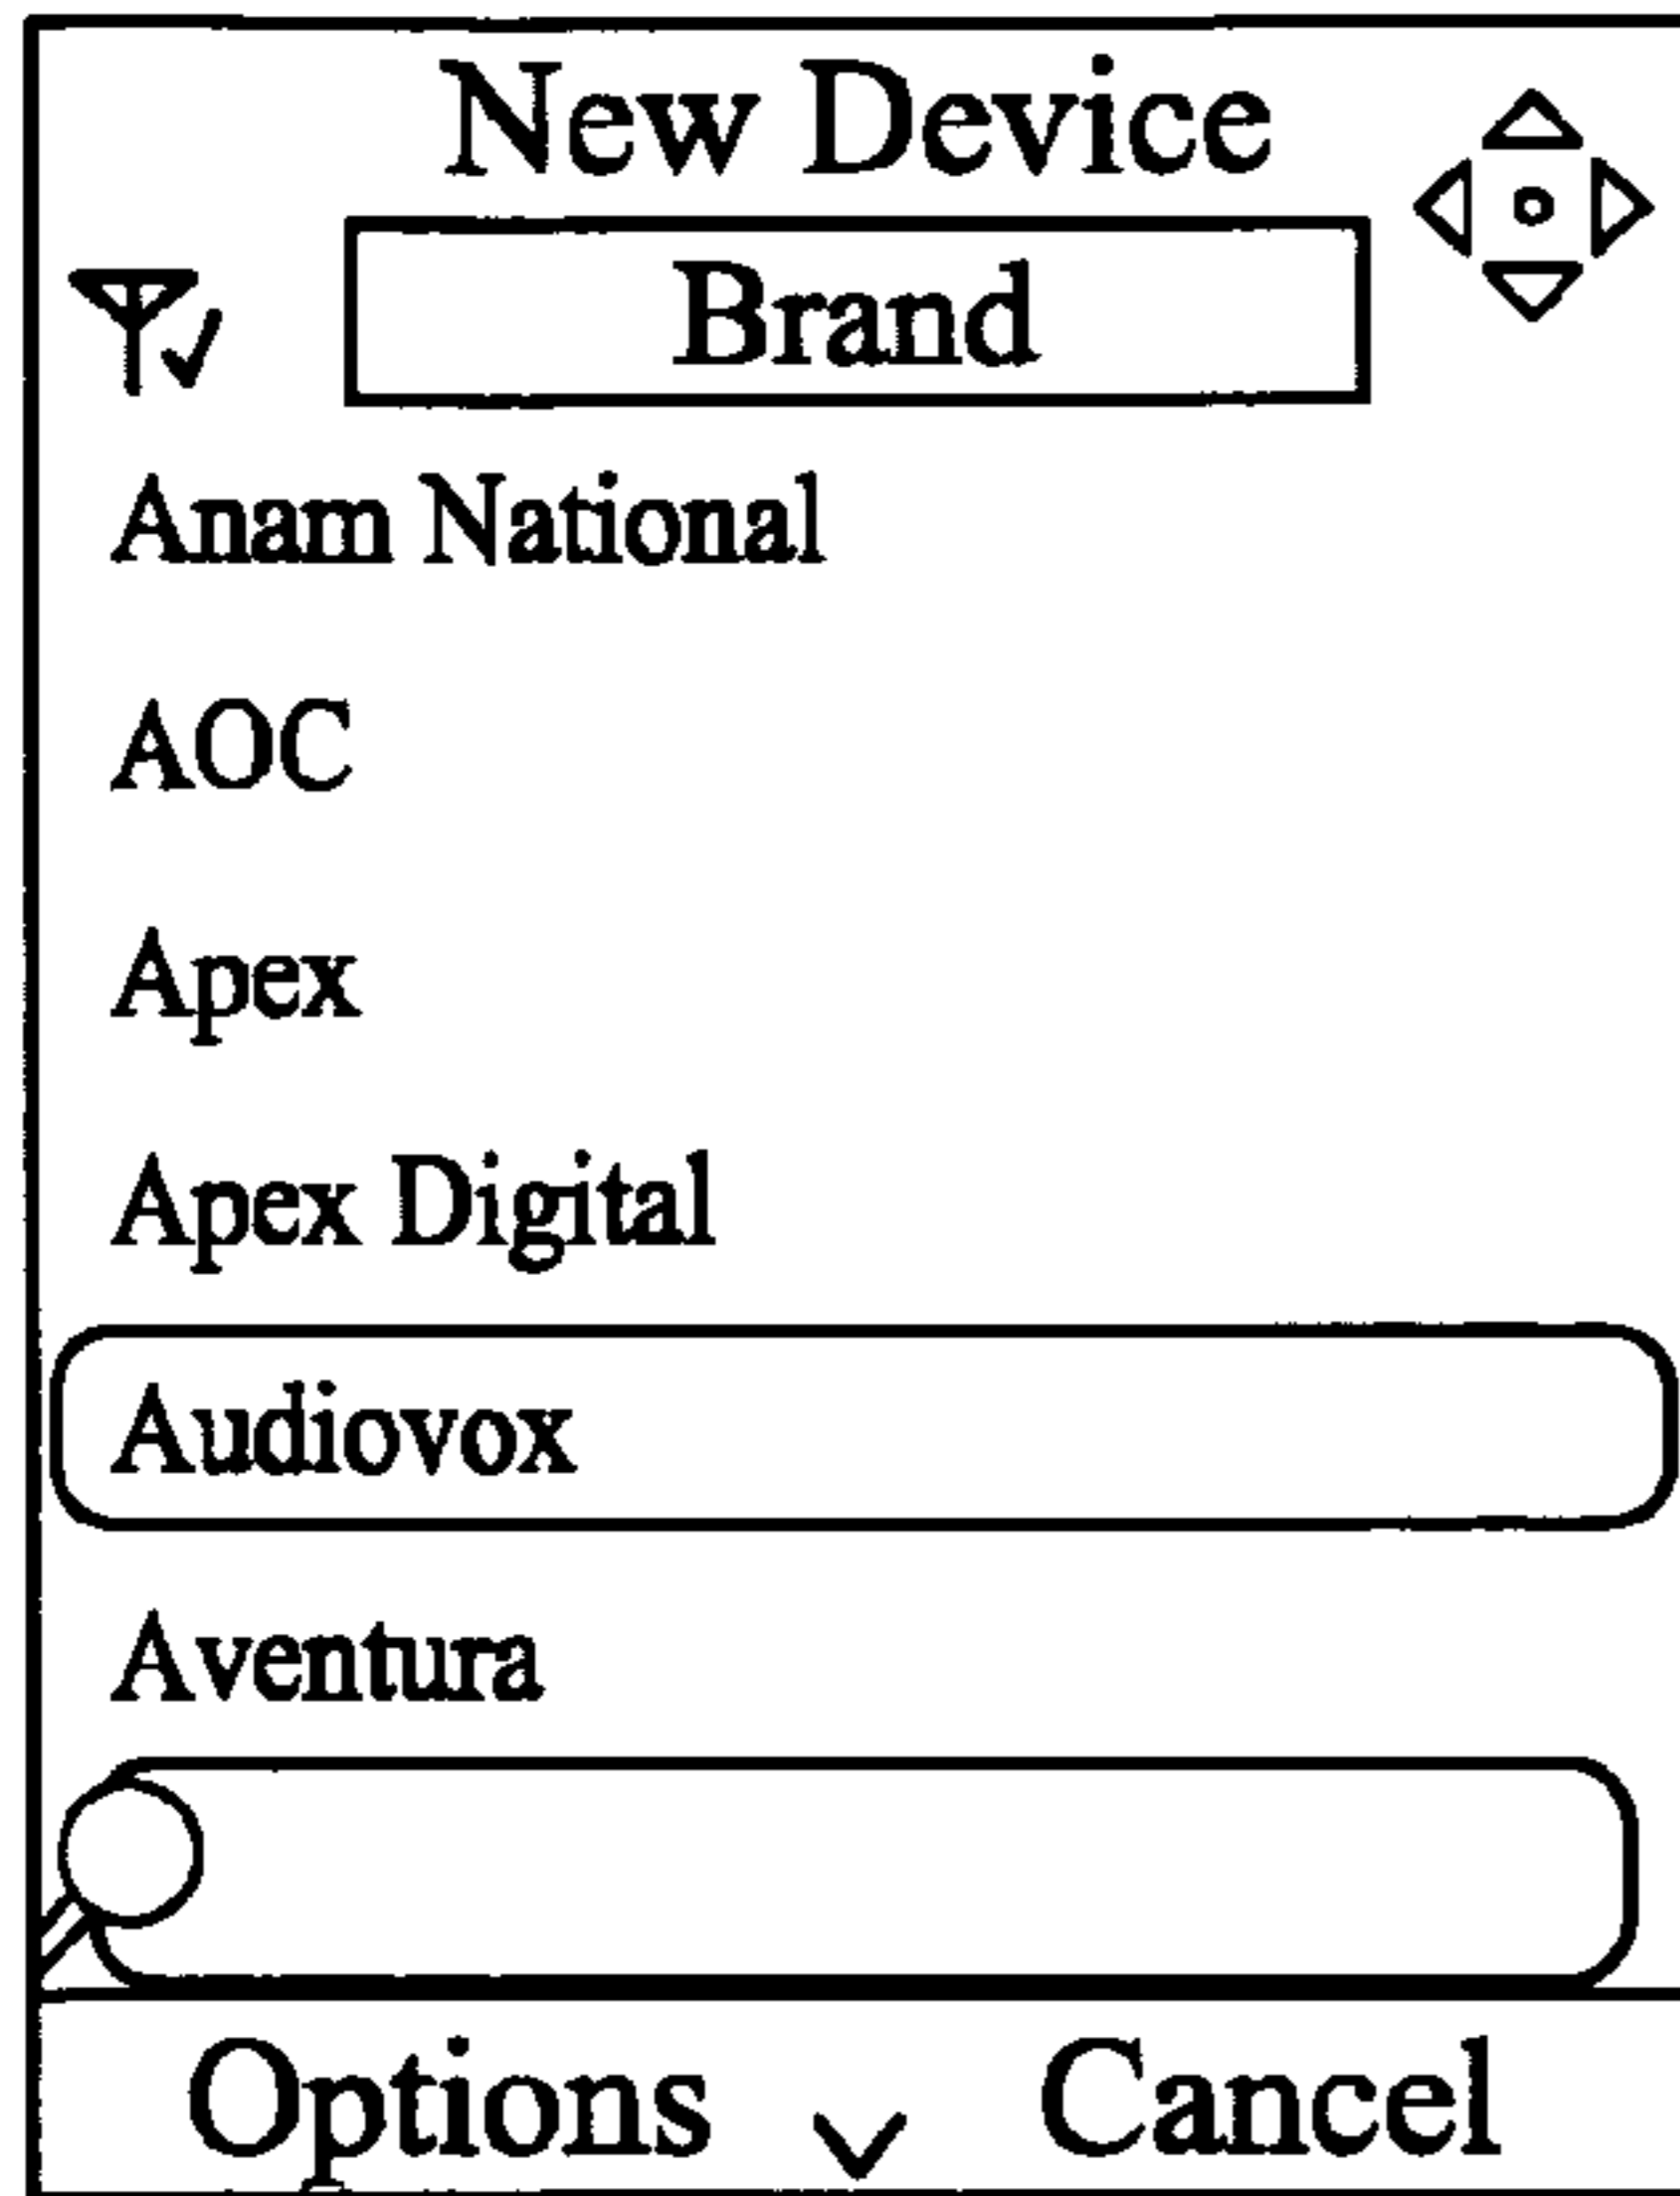 New Device
Brand
Anam National
AOC
Apex
Apex Digital
Audiovox
Aventura
Options Cancel